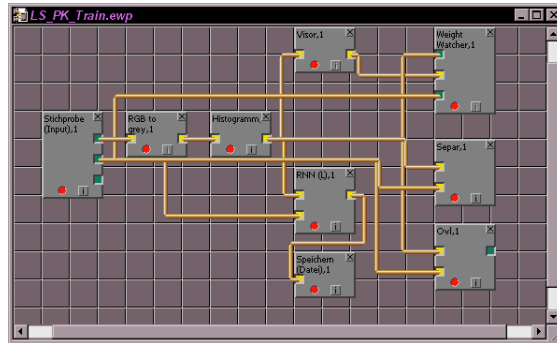 LS_PK_Train.ewp
Visor,1
Weight
Watcher,1
Stichprobe
(Input),1
RGB to
grey,1
Histogramm,
Separ,1
RNN (L),1
Ovl,1
Speichern
(Datei),1